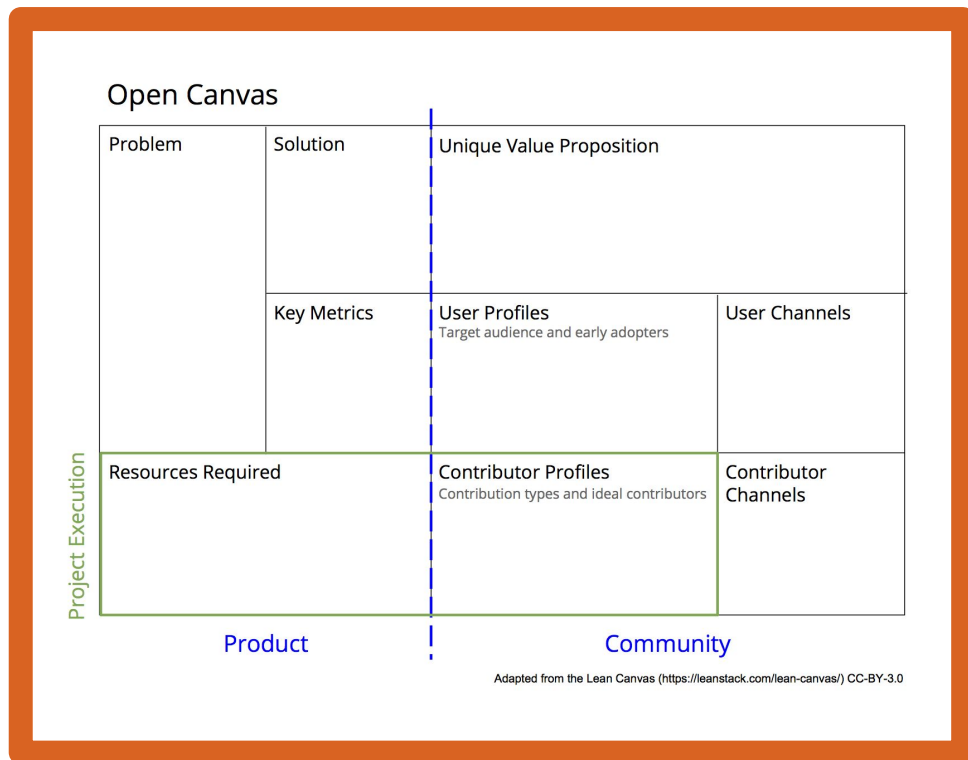 Open Canvas
Problem
Solution
Unique Value Proposition
Key Metrics
User Profiles
Target audience and early adopters
User Channels
Project Execution
Resources Required
Contributor Profiles
Contribution types and ideal contributors
Contributor
Channels
Product
Community
Adapted from the Lean Canvas (https://leanstack.com/lean-canvas/) CC-BY-3.0